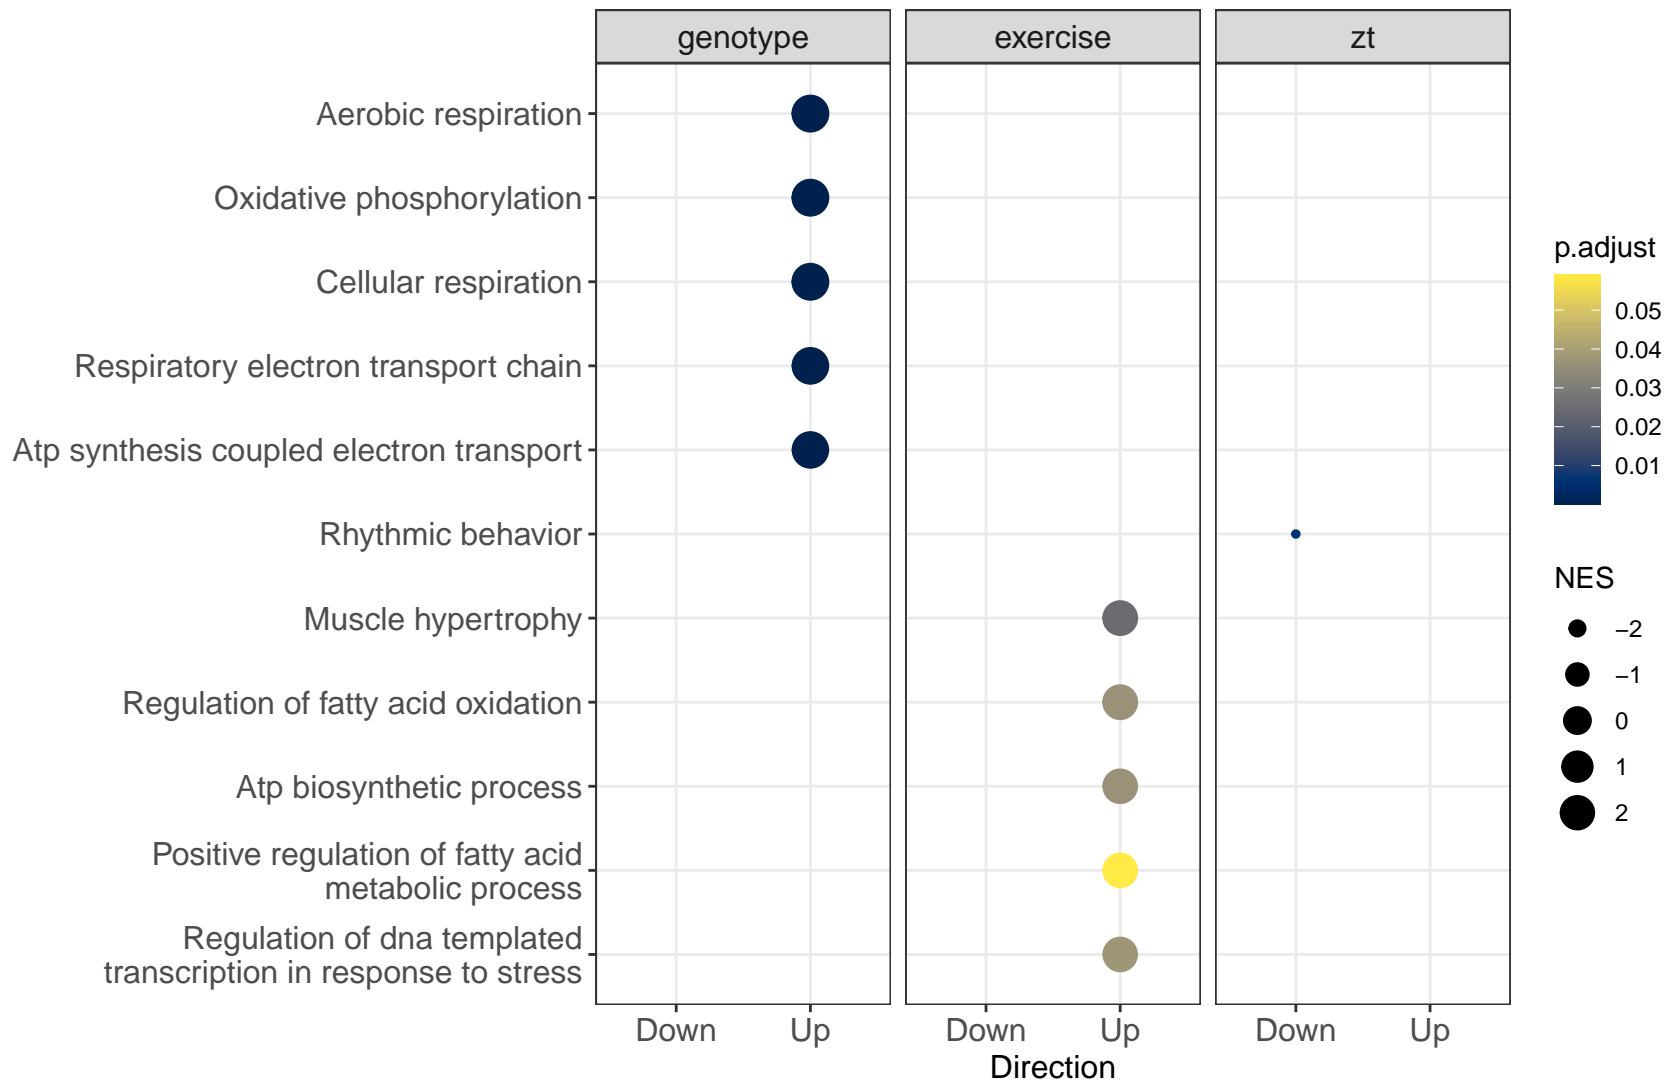 genotype
exercise
zt
Aerobic respiration
Oxidative phosphorylation
Cellular respiration
Respiratory electron transport chain
Atp synthesis coupled electron transport
Rhythmic behavior
Muscle hypertrophy
Regulation of fatty acid oxidation
Atp biosynthetic process
Positive regulation of fatty acid
metabolic process
Regulation of dna templated
transcription in response to stress
Down
Up
Down
Up
Down
Up
Direction
p.adjust
0.05
0.04
0.03
0.02
0.01
NES
−2
−1
0
1
2